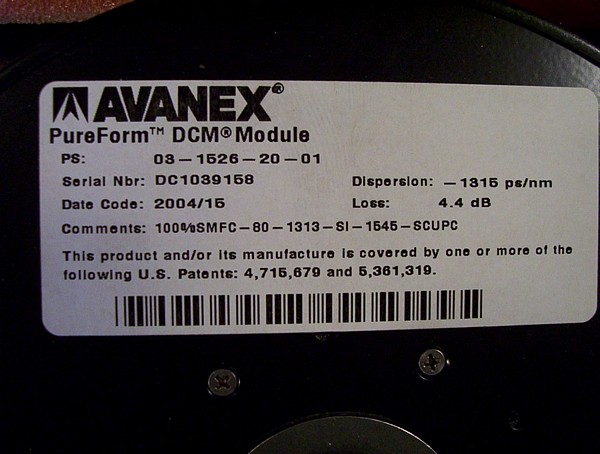 AVANEX®
PureForm™ DCM® Module
PS: 03-1526-20-01
Serial Nbr: DC1039158 Dispersion: -1315 ps/nm
Date Code: 2004/15 Loss: 4.4 dB
Comments: 100%SMFC-80-1313-SI-1545-SCUPC
This product and/or its manufacture is covered by one or more of the
following U.S. Patents: 4,715,679 and 5,361,319.